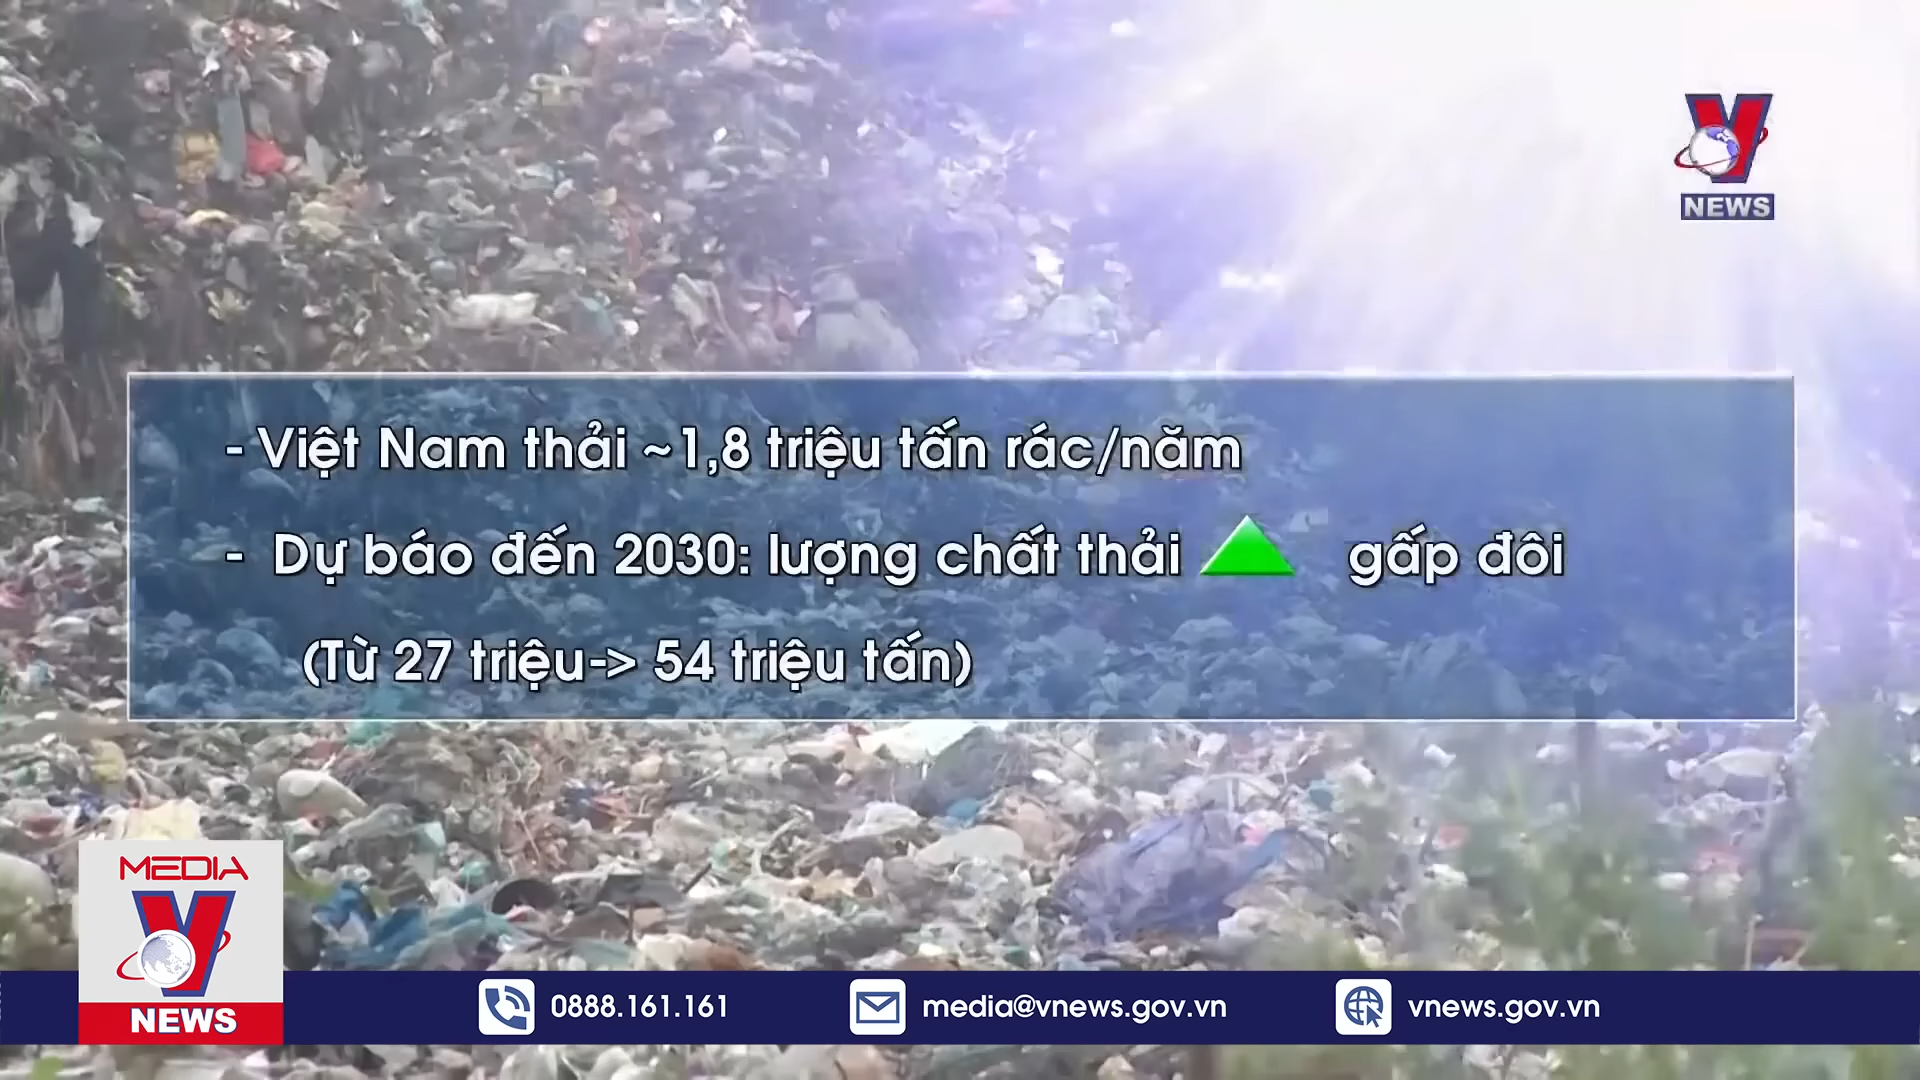 V
NEWS
- Việt Nam thải ~1,8 triệu tấn rác/năm
- Dự báo đến 2030: lượng chất thải gấp đôi
(Từ 27 triệu-> 54 triệu tấn)
MEDIA
V
NEWS
0888.161.161
media@vnews.gov.vn
vnews.gov.vn